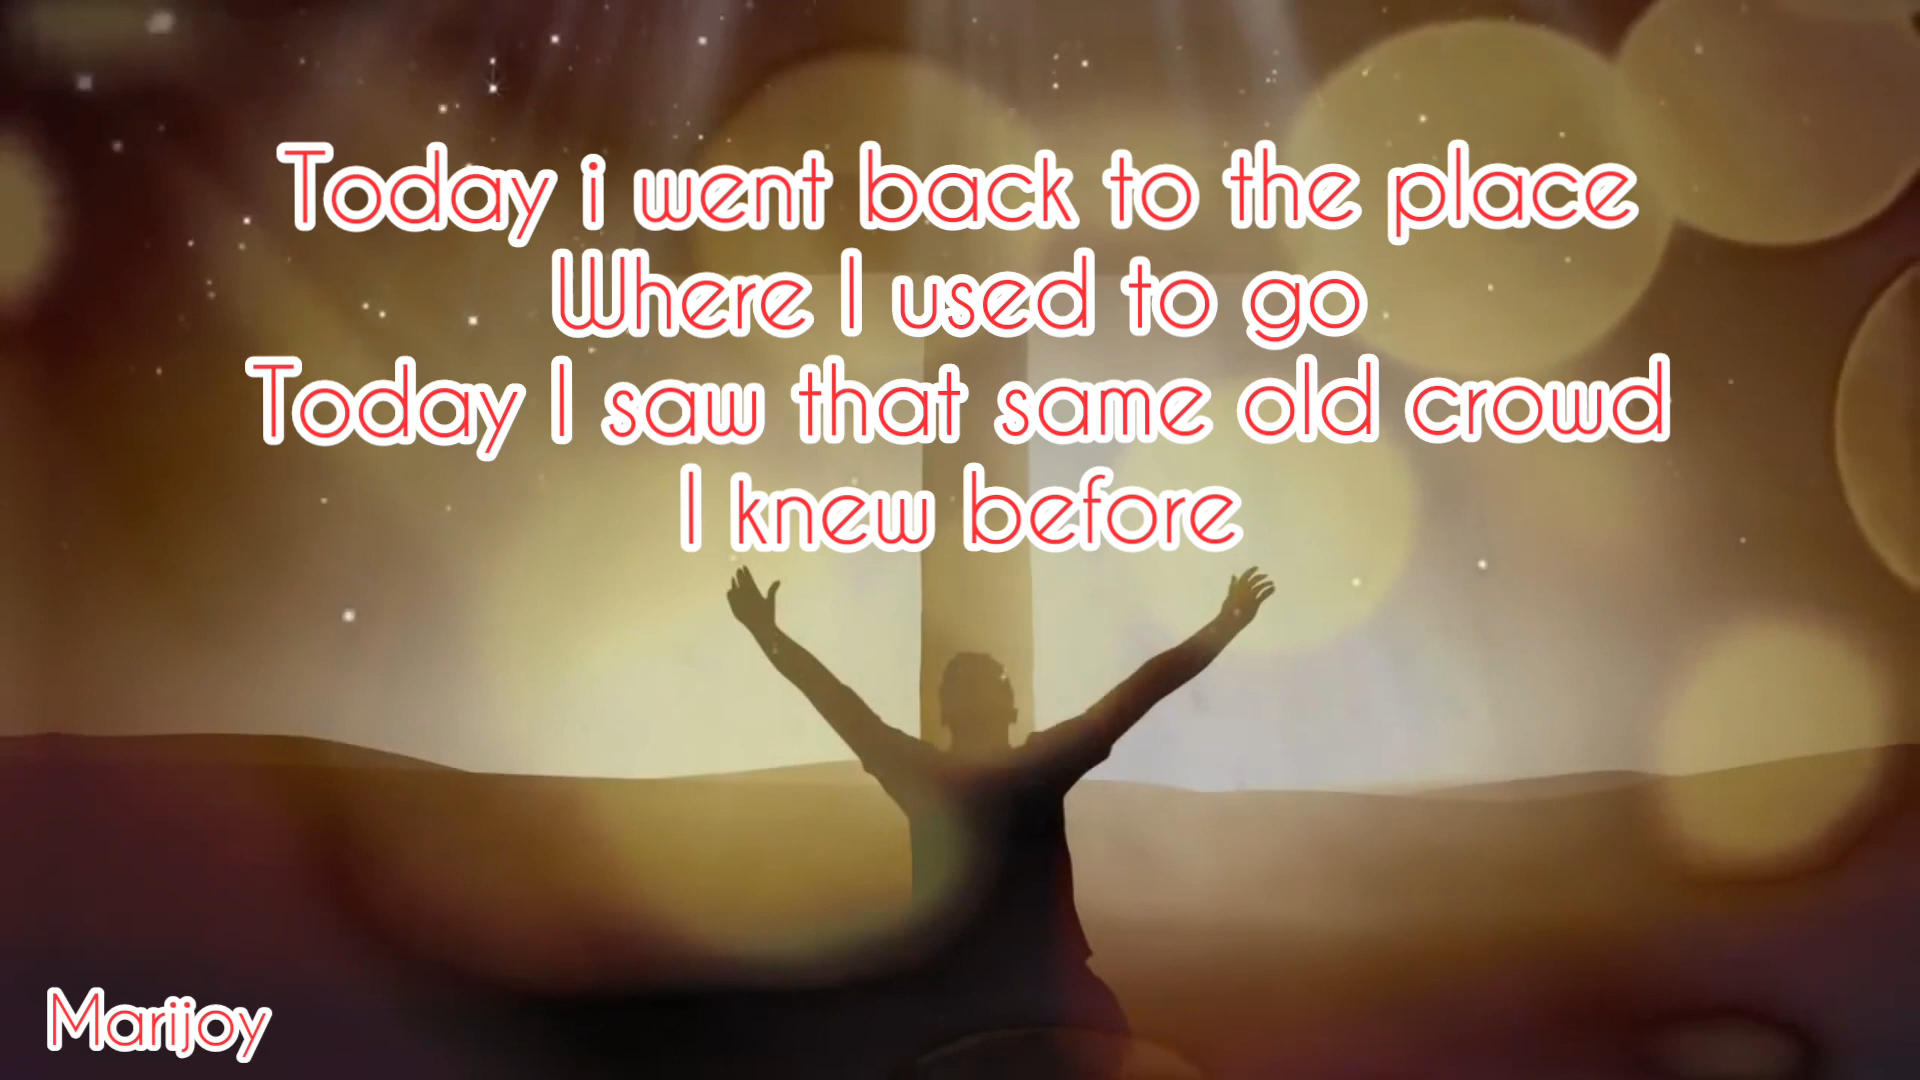 Today i went back to the place
Where I used to go
Today I saw that same old crowd
I knew before
Marijoy